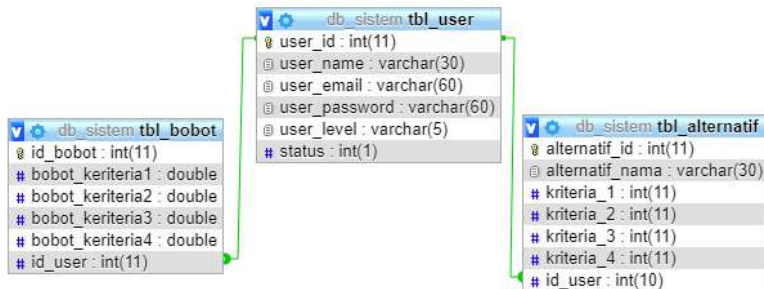 db_sistem tbl_user
user_id : int(11)
user_name : varchar(30)
user_email : varchar(60)
user_password : varchar(60)
user_level : varchar(5)
# status : int(1)
db_sistem tbl_bobot
id_bobot : int(11)
# bobot_keriteria1 : double
# bobot_keriteria2 : double
# bobot_keriteria3 : double
# bobot_keriteria4 : double
# id_user : int(11)
db_sistem tbl_alternatif
alternatif_id : int(11)
alternatif_nama : varchar(30)
# kriteria_1 : int(11)
# kriteria_2 : int(11)
# kriteria_3 : int(11)
# kriteria_4 : int(11)
# id_user : int(10)